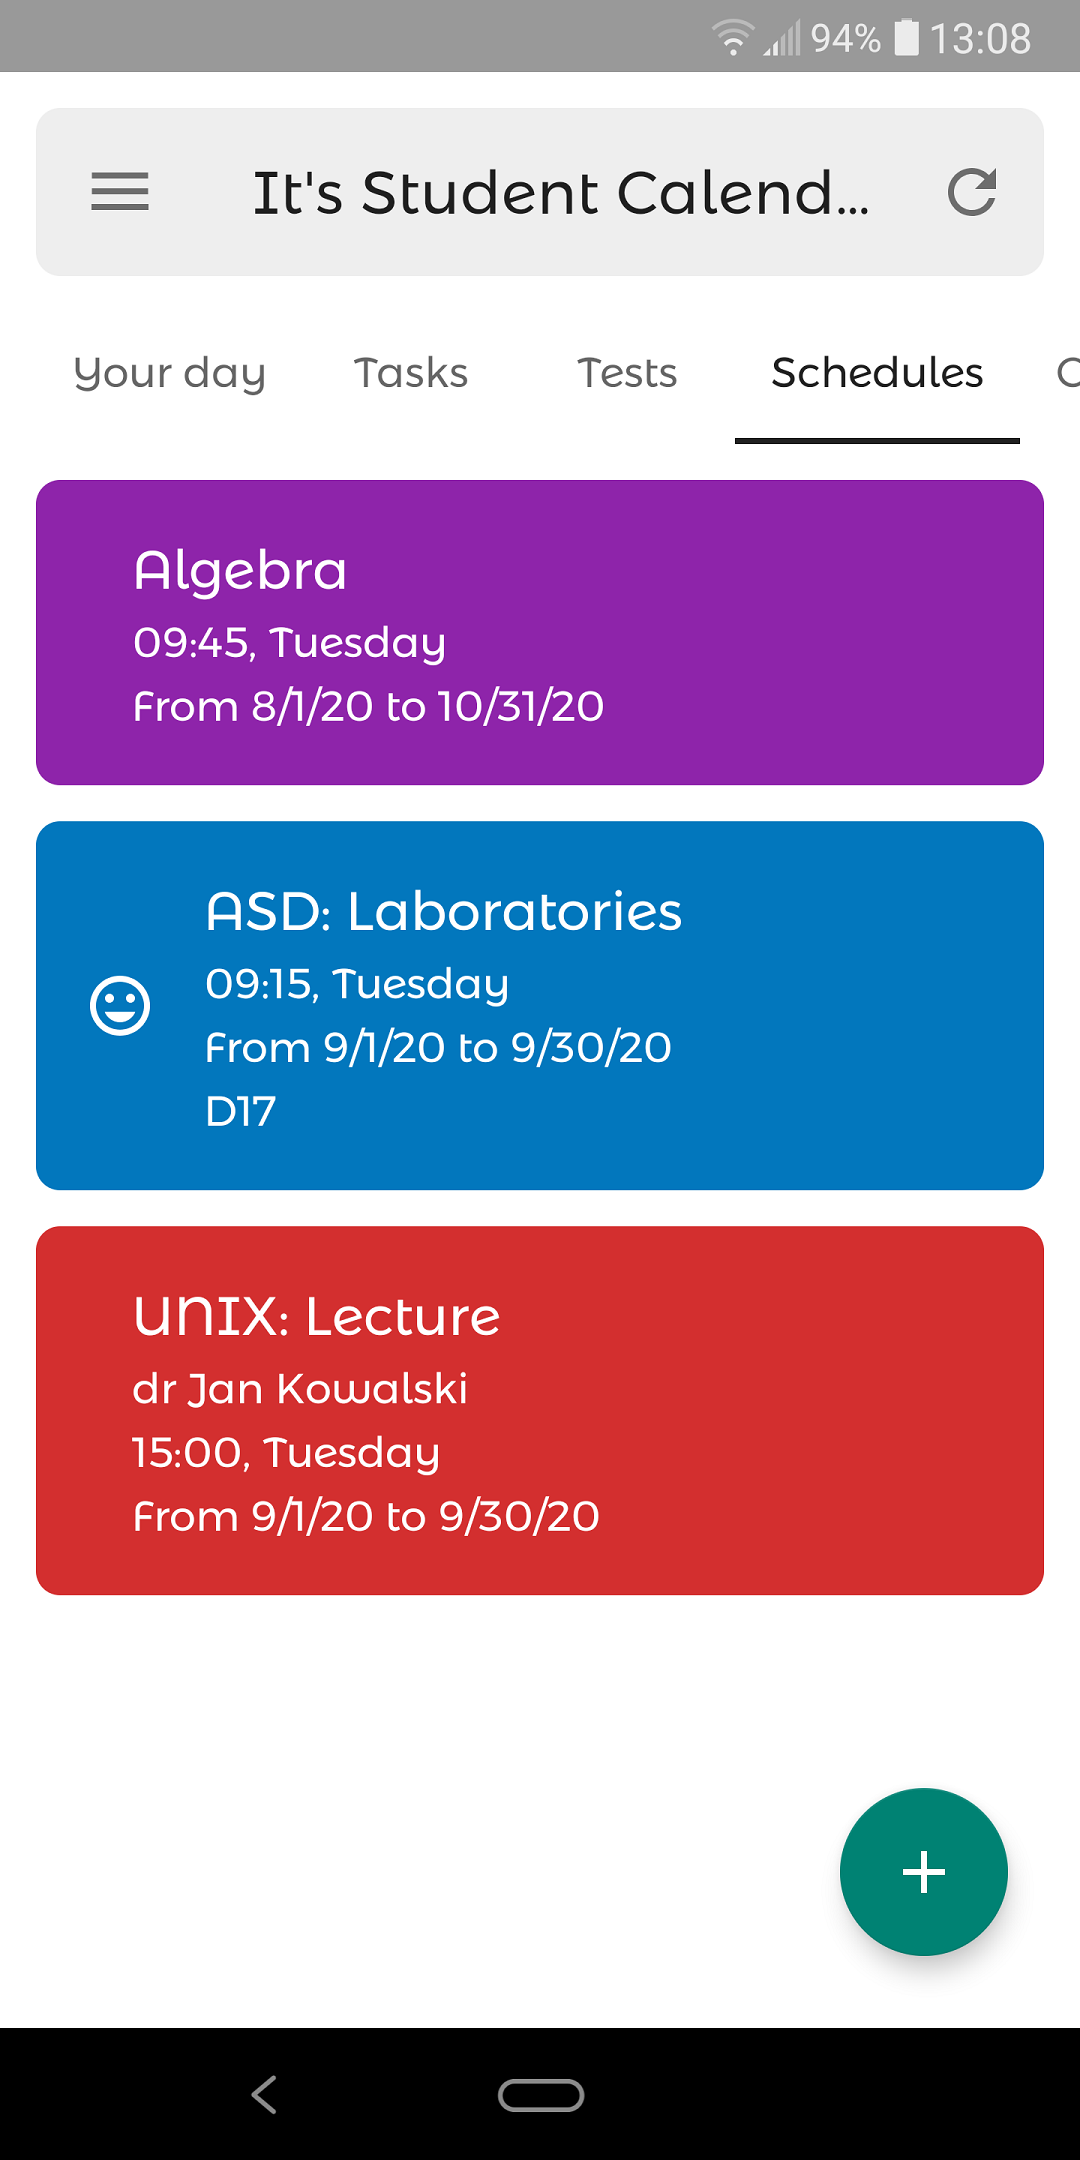 94% 13:08
It's Student Calend...
Your day Tasks Tests Schedules
Algebra
09:45, Tuesday
From 8/1/20 to 10/31/20
ASD: Laboratories
09:15, Tuesday
From 9/1/20 to 9/30/20
D17
UNIX: Lecture
dr Jan Kowalski
15:00, Tuesday
From 9/1/20 to 9/30/20